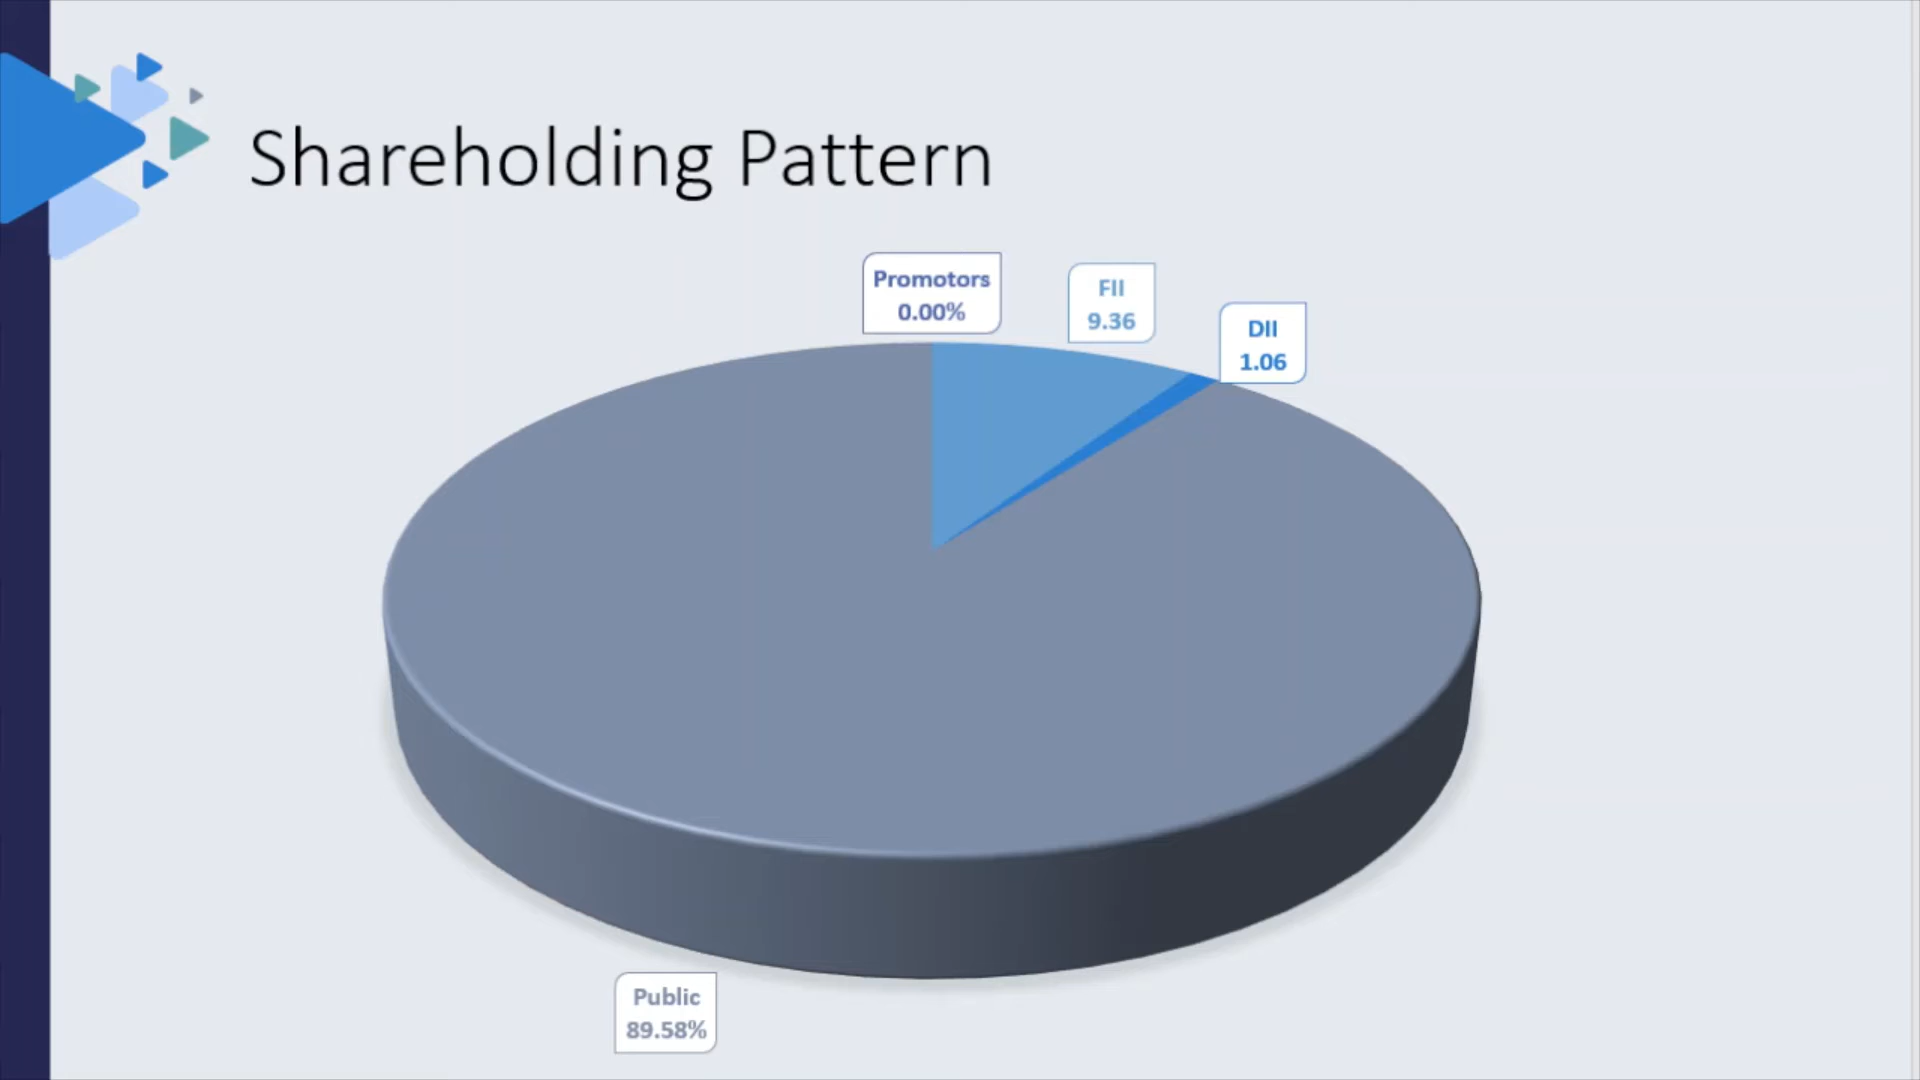 Shareholding Pattern
Promotors
0.00%
FII
9.36
DII
1.06
Public
89.58%